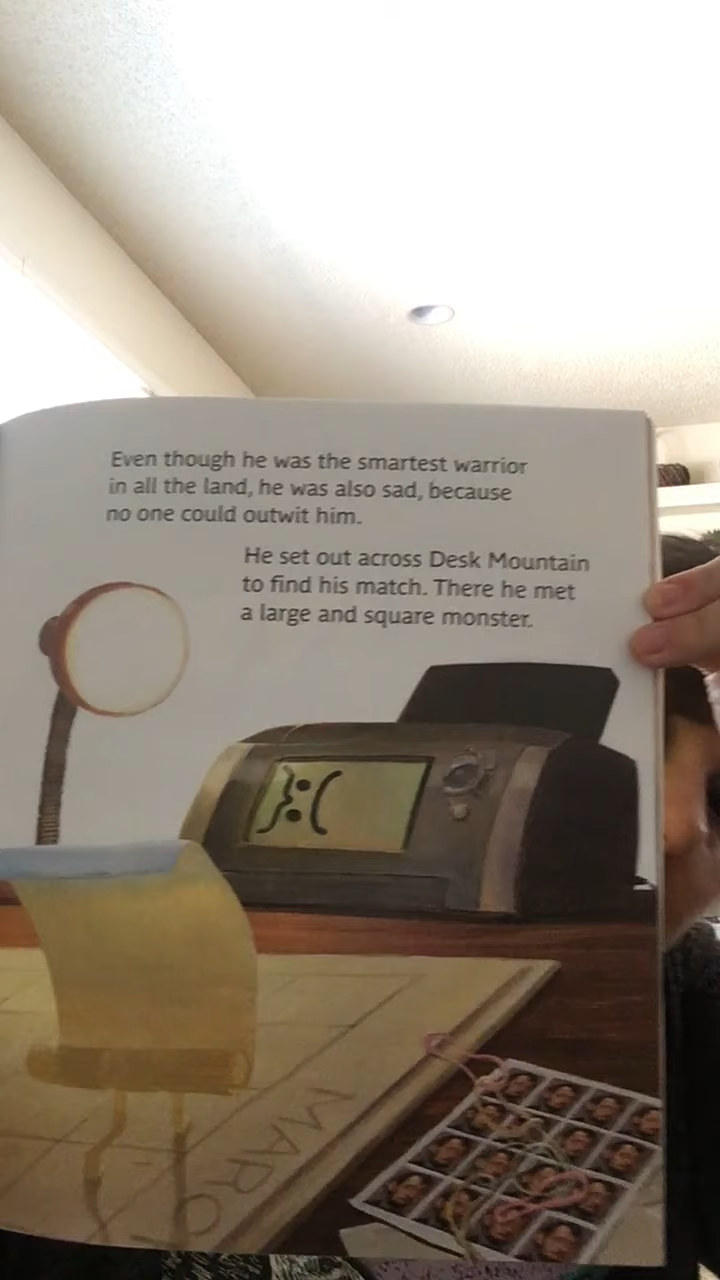 Even though he was the smartest warrior
in all the land, he was also sad, because
no one could outwit him.
He set out across Desk Mountain
to find his match. There he met
a large and square monster.
}:(
MARC